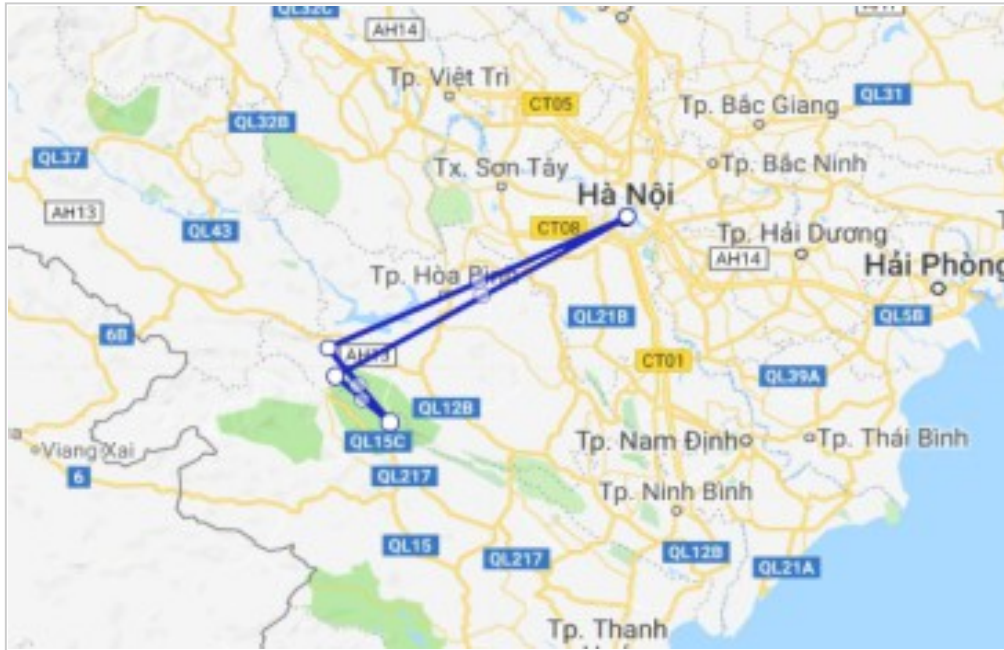 QL32C
AH14
Tp. Việt Trì
CT05
QL31
Tp. Bắc Giang
QL32B
QL37
Tx. Sơn Tây
Tp. Bắc Ninh
Hà Nội
AH13
QL43
CT08
Tp. Hải Dương
AH14
Hải Phòng
Tp. Hòa Bình
QL21B
QL5B
6B
AH13
CT01
QL39A
QL12B
QL15C
Viang Xai
Tp. Nam Định
Tp. Thái Bình
6
QL217
Tp. Ninh Bình
QL15
QL217
QL12B
QL21A
Tp. Thanh